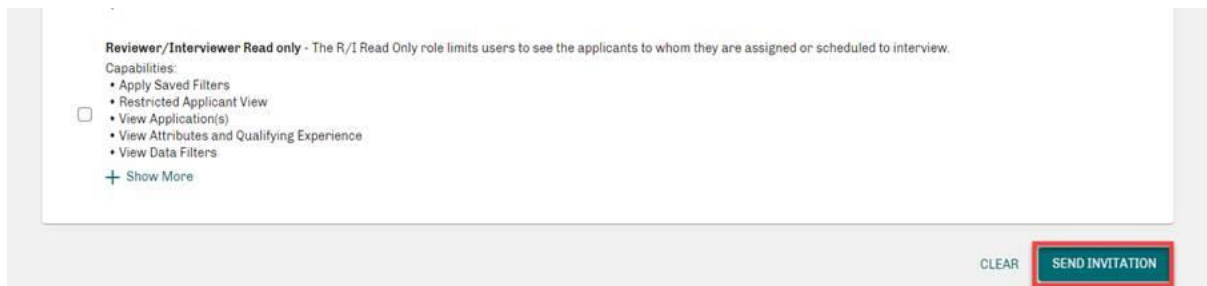 Reviewer/Interviewer Read only - The R/I Read Only role limits users to see the applicants to whom they are assigned or scheduled to interview.
Capabilities:
• Apply Saved Filters
• Restricted Applicant View
• View Application(s)
• View Attributes and Qualifying Experience
• View Data Filters
+ Show More
CLEAR SEND INVITATION